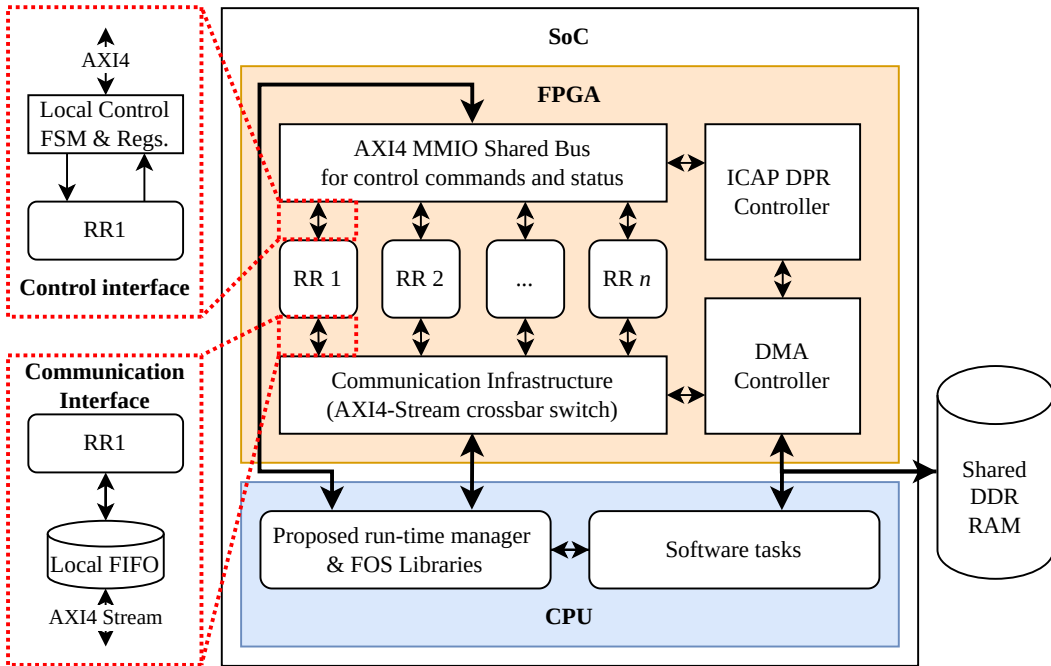 AXI4
Local Control
FSM & Regs.
RR1
Control interface
Communication
Interface
RR1
Local FIFO
AXI4 Stream
SoC
FPGA
AXI4 MMIO Shared Bus
for control commands and status
ICAP DPR
Controller
RR 1
RR 2
...
RR n
Communication Infrastructure
(AXI4-Stream crossbar switch)
DMA
Controller
Proposed run-time manager
& FOS Libraries
Software tasks
CPU
Shared
DDR
RAM